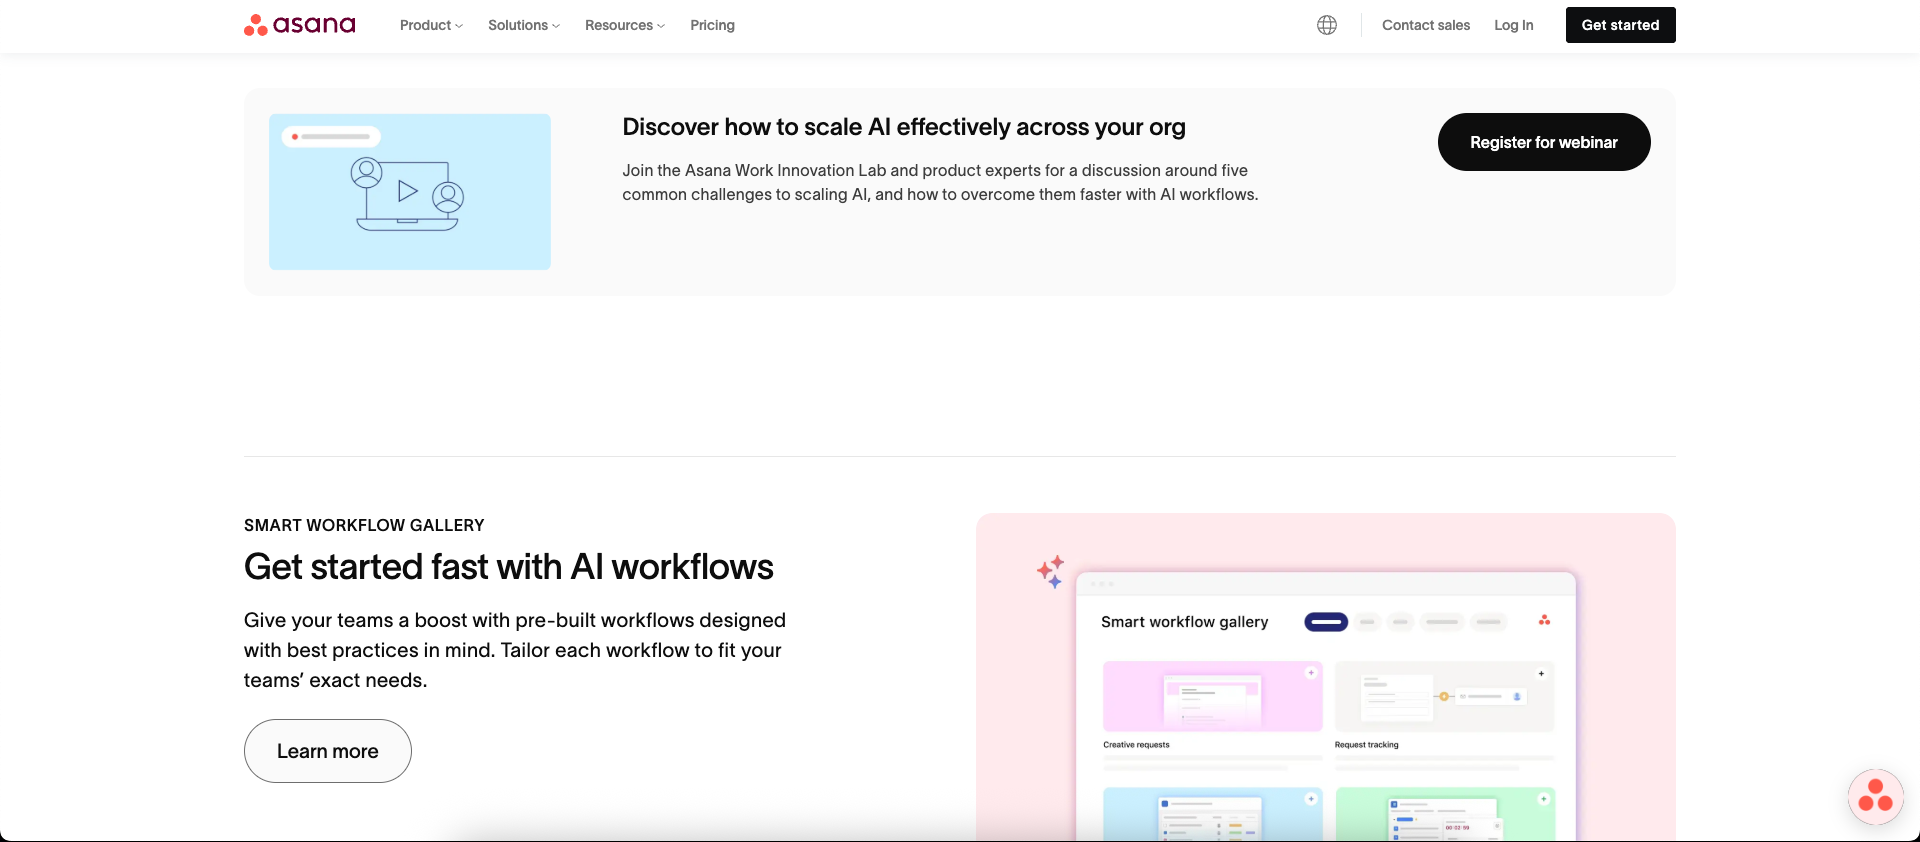 asana
Product
Solutions
Resources
Pricing
Contact sales
Log In
Get started
Discover how to scale AI effectively across your org
Join the Asana Work Innovation Lab and product experts for a discussion around five
common challenges to scaling AI, and how to overcome them faster with AI workflows.
Register for webinar
SMART WORKFLOW GALLERY
Get started fast with AI workflows
Give your teams a boost with pre-built workflows designed
with best practices in mind. Tailor each workflow to fit your
teams’ exact needs.
Learn more
Smart workflow gallery
Creative requests
Request tracking
00:02:59